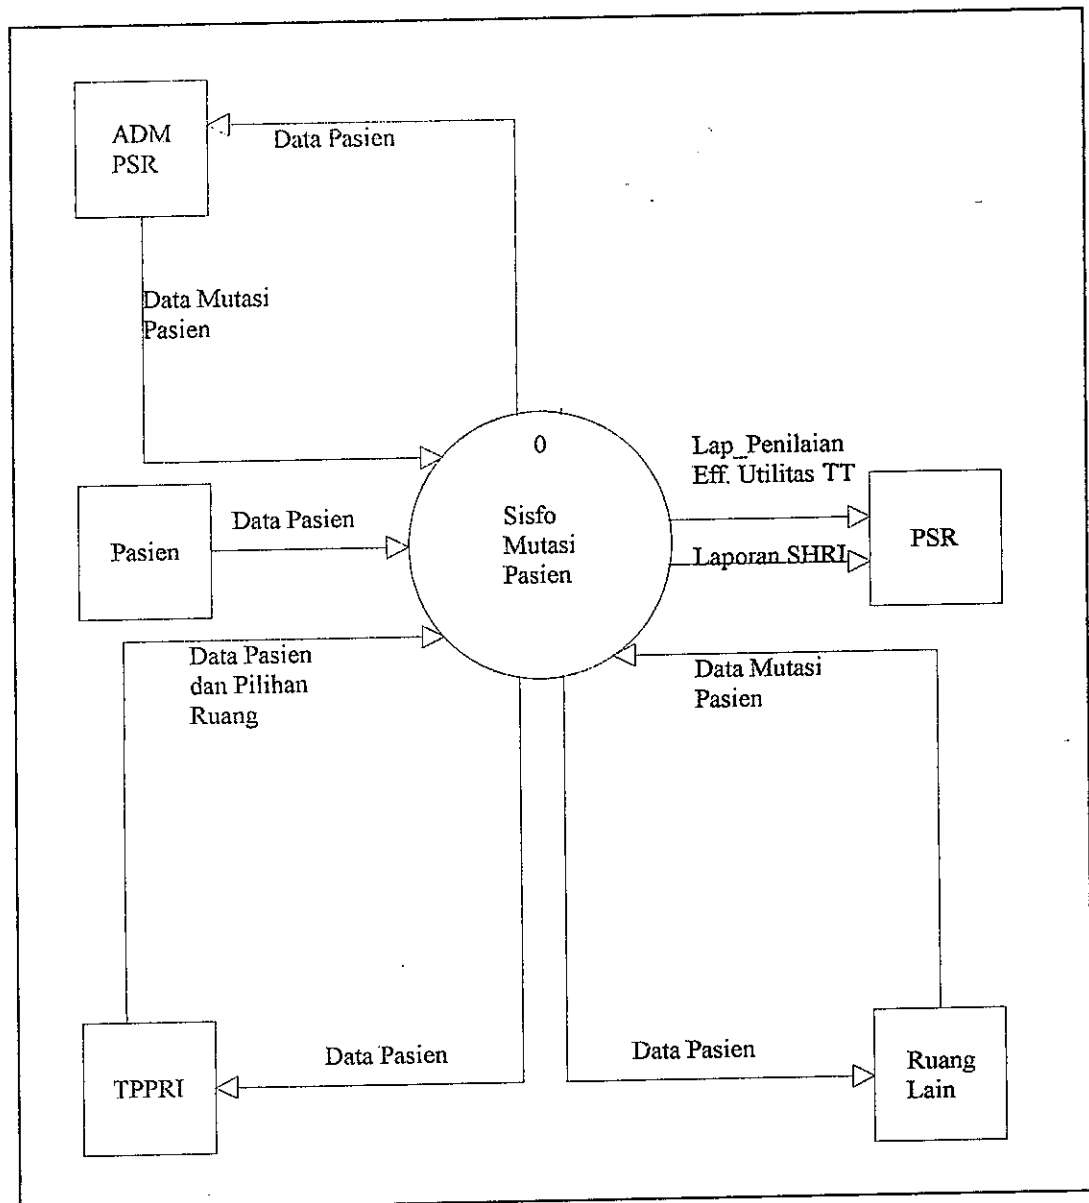 ADM
PSR
Data Pasien
Data Mutasi
Pasien
0
Sisfo
Mutasi
Pasien
Lap_Penilaian
Eff. Utilitas TT
Laporan SHRI
PSR
Pasien
Data Pasien
Data Pasien
dan Pilihan
Ruang
Data Mutasi
Pasien
TPPRI
Data Pasien
Data Pasien
Ruang
Lain